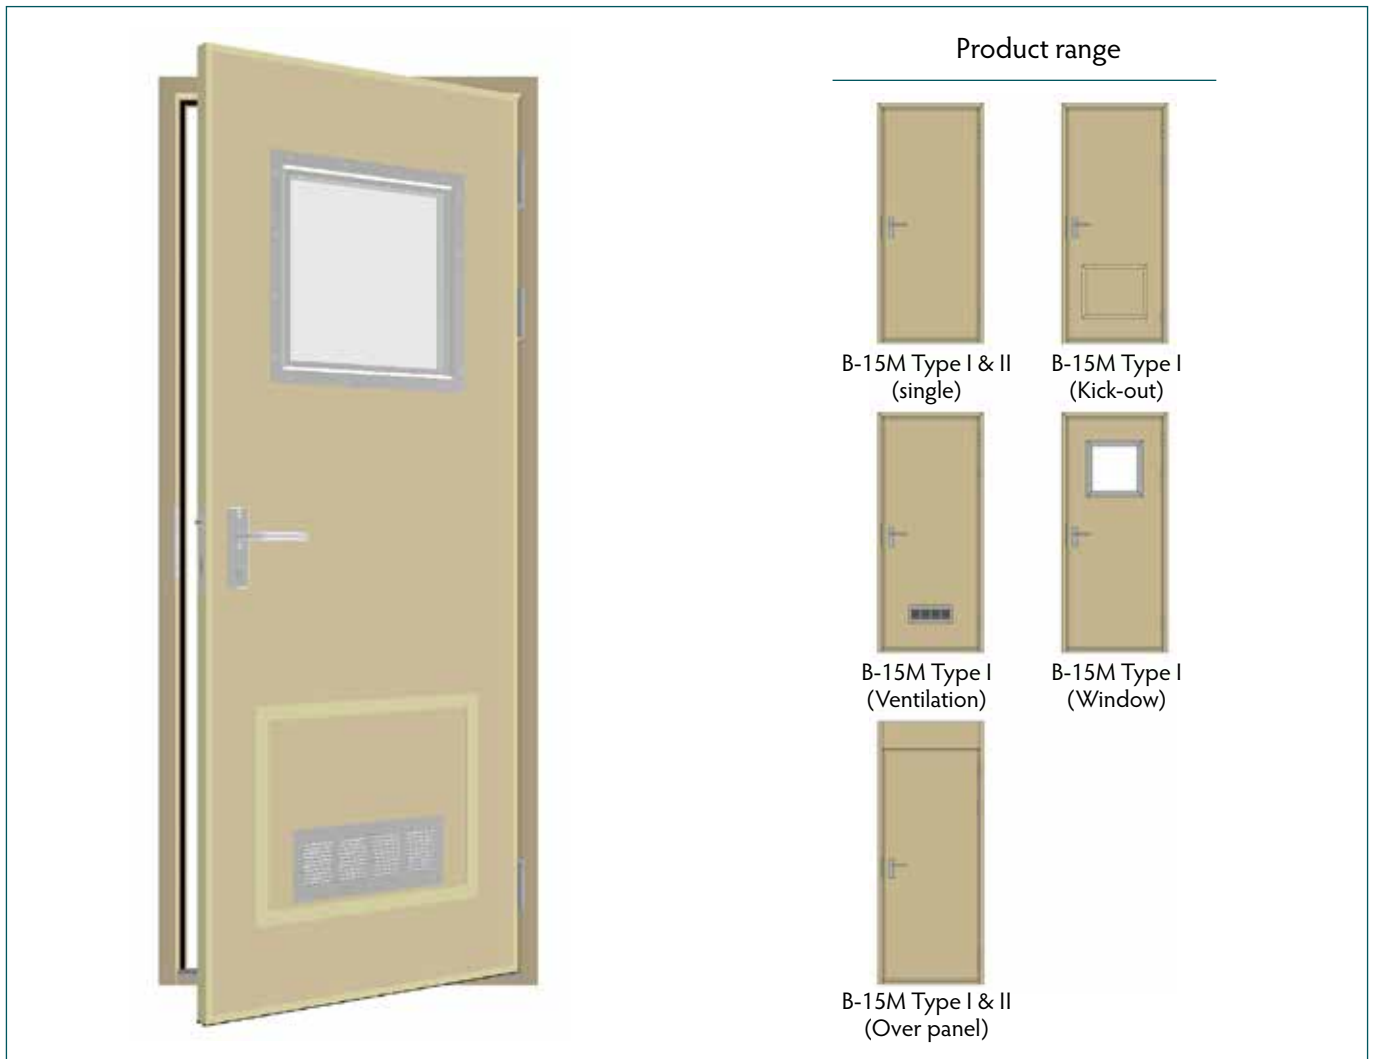 Product range
B-15M Type I & II
(single)
B-15M Type I
(Kick-out)
B-15M Type I
(Ventilation)
B-15M Type I
(Window)
B-15M Type I & II
(Over panel)